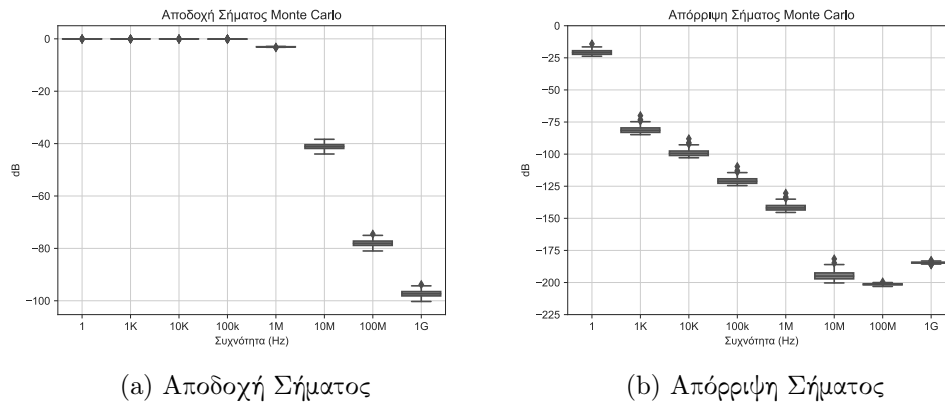 Αποδοχή Σήματος Monte Carlo
0
−20
−40
−60
−80
−100
dB
1 1K 10K 100k 1M 10M 100M 1G
Συχνότητα (Hz)
(a) Αποδοχή Σήματος
Απόρριψη Σήματος Monte Carlo
0
−25
−50
−75
−100
−125
−150
−175
−200
−225
dB
1 1K 10K 100k 1M 10M 100M 1G
Συχνότητα (Hz)
(b) Απόρριψη Σήματος